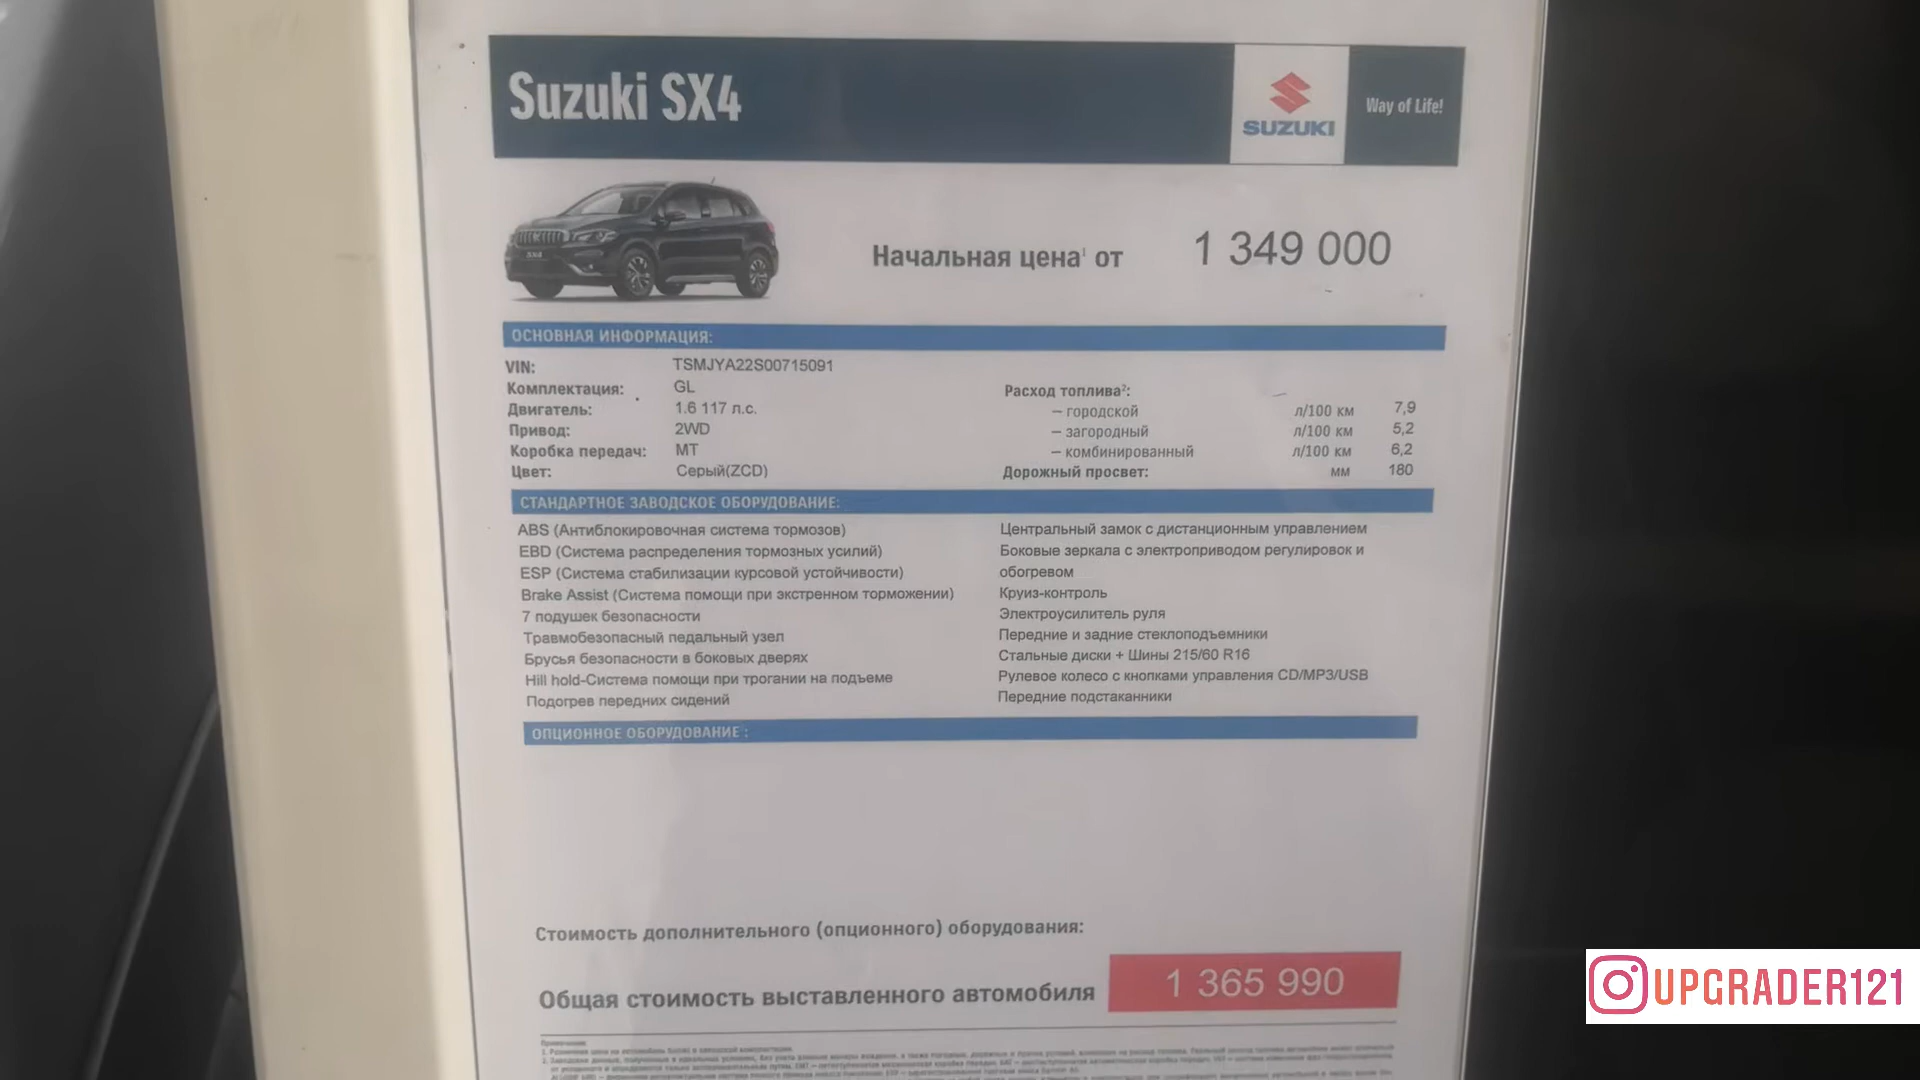 Suzuki SX4
SUZUKI
Way of Life!
Начальная цена¹ от 1 349 000
ОСНОВНАЯ ИНФОРМАЦИЯ:
VIN: TSMJYA22S00715091
Комплектация: GL
Двигатель: 1.6 117 л.с.
Привод: 2WD
Коробка передач: MT
Цвет: Серый(ZCD)
Расход топлива²:
– городской л/100 км 7,9
– загородный л/100 км 5,2
– комбинированный л/100 км 6,2
Дорожный просвет: мм 180
СТАНДАРТНОЕ ЗАВОДСКОЕ ОБОРУДОВАНИЕ:
ABS (Антиблокировочная система тормозов)
EBD (Система распределения тормозных усилий)
ESP (Система стабилизации курсовой устойчивости)
Brake Assist (Система помощи при экстренном торможении)
7 подушек безопасности
Травмобезопасный педальный узел
Брусья безопасности в боковых дверях
Hill hold-Система помощи при трогании на подъеме
Подогрев передних сидений
Центральный замок с дистанционным управлением
Боковые зеркала с электроприводом регулировок и
обогревом
Круиз-контроль
Электроусилитель руля
Передние и задние стеклоподъемники
Стальные диски + Шины 215/60 R16
Рулевое колесо с кнопками управления CD/MP3/USB
Передние подстаканники
ОПЦИОННОЕ ОБОРУДОВАНИЕ :
Стоимость дополнительного (опционного) оборудования:
Общая стоимость выставленного автомобиля 1 365 990
UPGRADER121